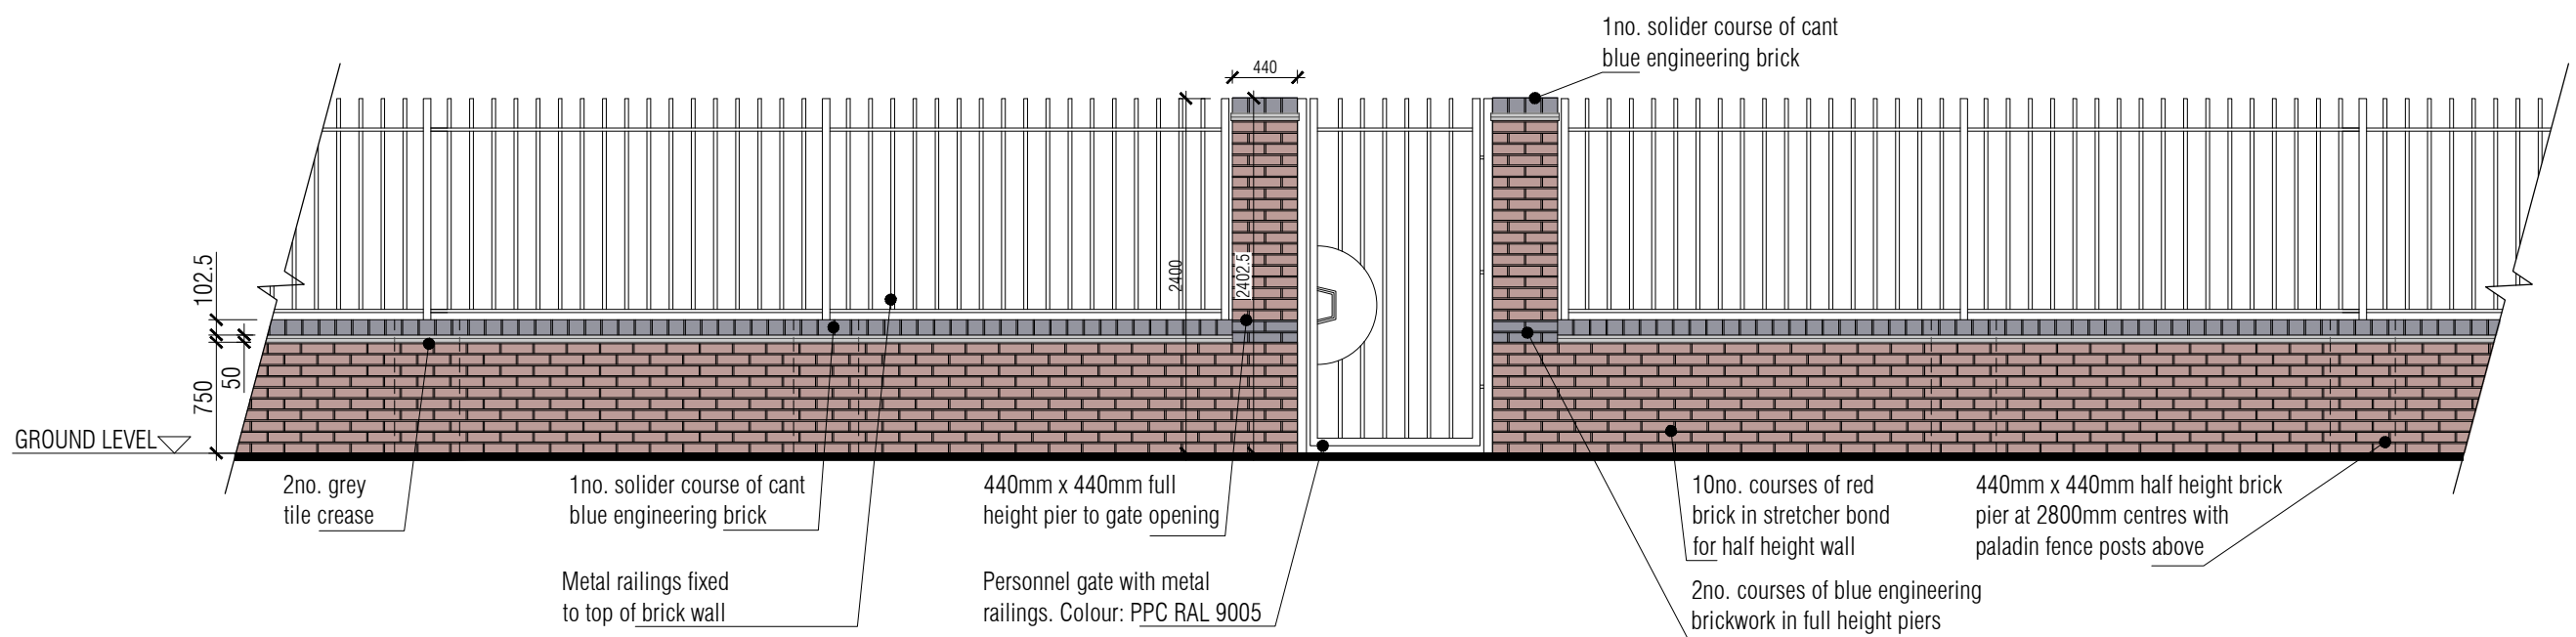 1no. solider course of cant
blue engineering brick
440
102.5
2400
2402.5
50
750
GROUND LEVEL
2no. grey
tile crease
1no. solider course of cant
blue engineering brick
440mm x 440mm full
height pier to gate opening
10no. courses of red
brick in stretcher bond
for half height wall
440mm x 440mm half height brick
pier at 2800mm centres with
paladin fence posts above
Metal railings fixed
to top of brick wall
Personnel gate with metal
railings. Colour: PPC RAL 9005
2no. courses of blue engineering
brickwork in full height piers